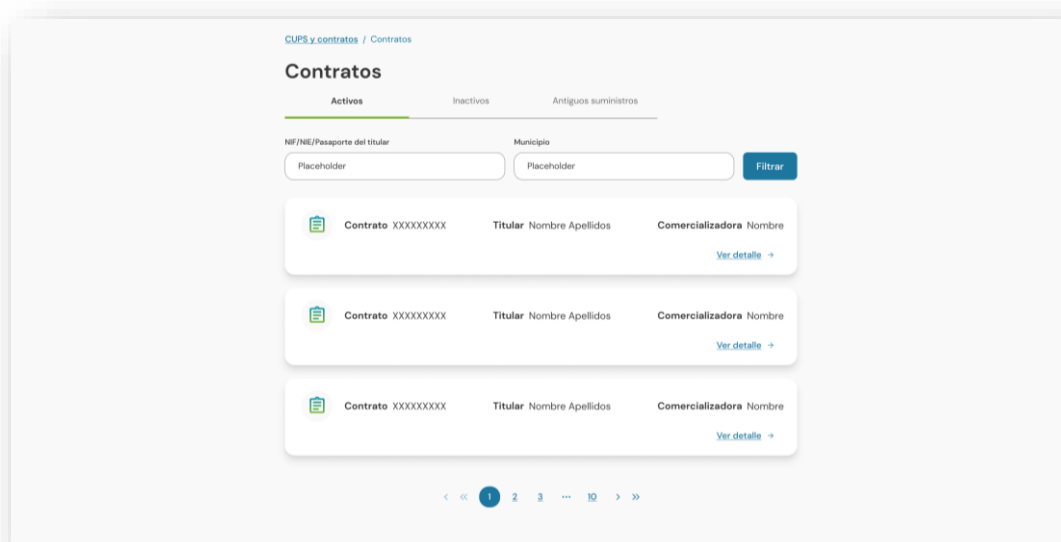 CUPS y contratos / Contratos
Contratos
Activos Inactivos Antiguos suministros
NIF/NIE/Pasaporte del titular Municipio
Placeholder Placeholder Filtrar
Contrato XXXXXXXXX Titular Nombre Apellidos Comercializadora Nombre
Ver detalle →
Contrato XXXXXXXXX Titular Nombre Apellidos Comercializadora Nombre
Ver detalle →
Contrato XXXXXXXXX Titular Nombre Apellidos Comercializadora Nombre
Ver detalle →
‹ « 1 2 3 ... 10 › »